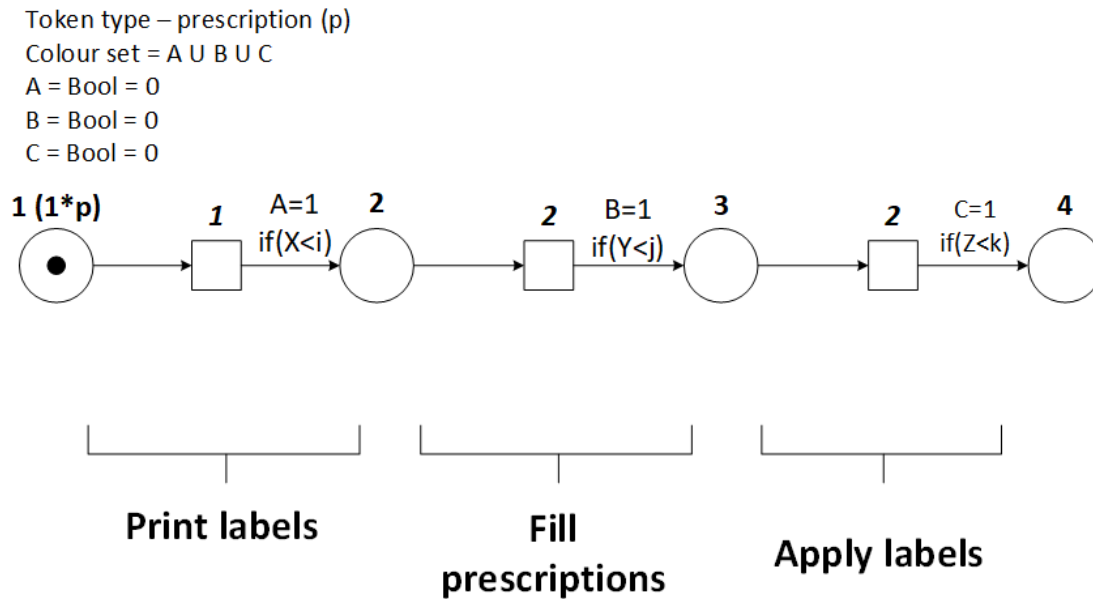 Token type – prescription (p)
Colour set = A U B U C
A = Bool = 0
B = Bool = 0
C = Bool = 0
1 (1*p)
1
A=1
if(X<i)
2
2
B=1
if(Y<j)
3
2
C=1
if(Z<k)
4
Print labels
Fill
prescriptions
Apply labels